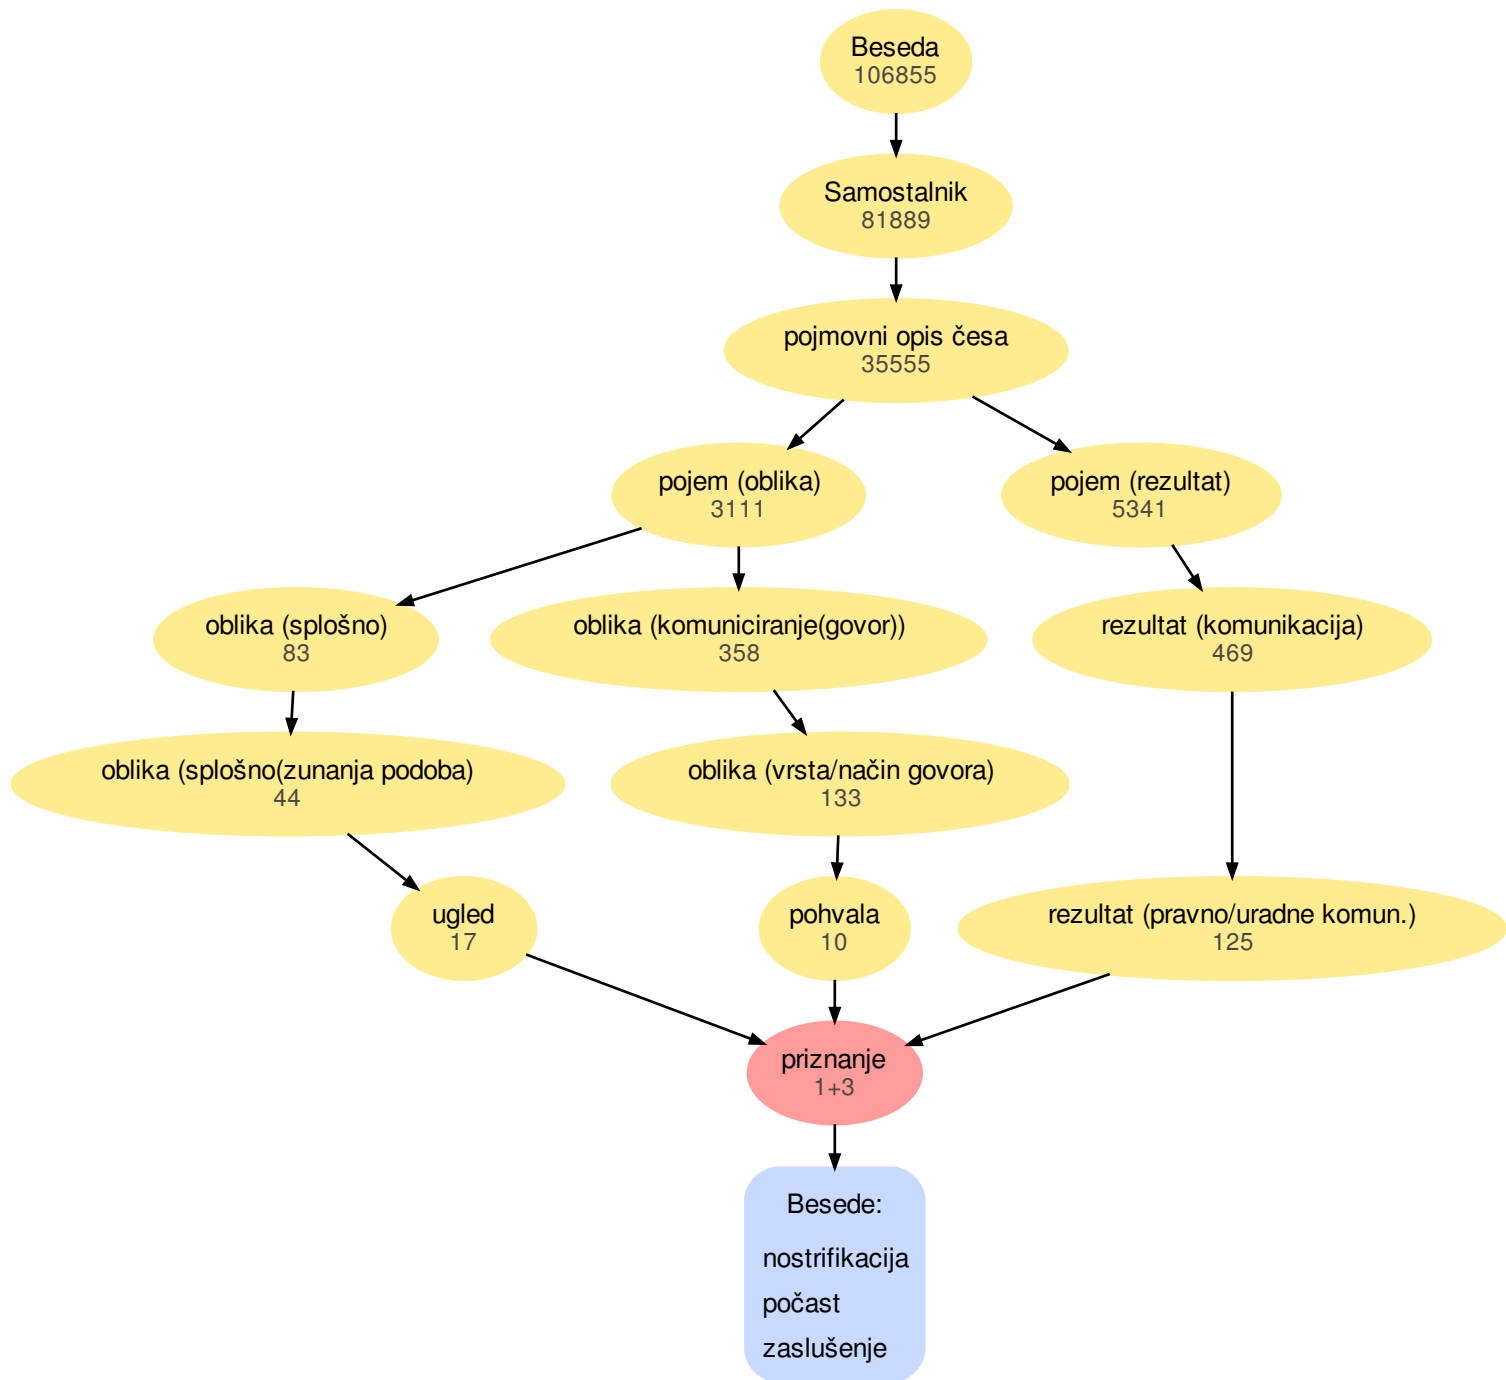 Beseda
106855
Samostalnik
81889
pojmovni opis česa
35555
pojem (oblika)
3111
pojem (rezultat)
5341
oblika (splošno)
83
oblika (komuniciranje(govor))
358
rezultat (komunikacija)
469
oblika (splošno(zunanja podoba)
44
oblika (vrsta/način govora)
133
ugled
17
pohvala
10
rezultat (pravno/uradne komun.)
125
priznanje
1+3
Besede:
nostrifikacija
počast
zaslušenje